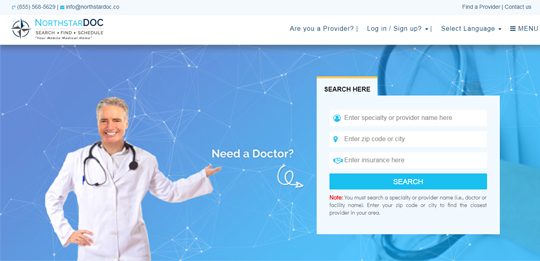 (855) 566-5629 | info@northstardoc.co
Find a Provider | Contact us
NORTHSTARDOC
SEARCH • FIND • SCHEDULE
"Your Mobile Medical Home"
Are you a Provider? |
Log in / Sign up? |
Select Language
MENU
SEARCH HERE
Enter specialty or provider name here
Enter zip code or city
Enter insurance here
SEARCH
Need a Doctor?
Note: You must search a specialty or provider name (i.e., doctor or
facility name). Enter your zip code or city to find the closest
provider in your area.